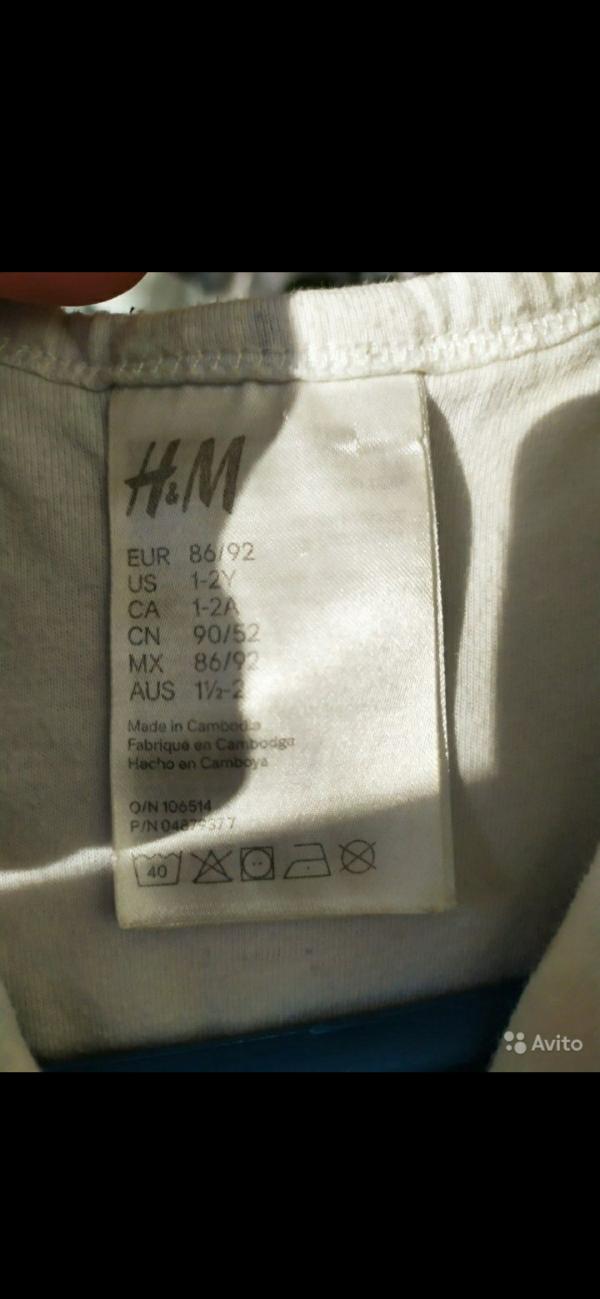 H&M
EUR 86/92
US 1-2Y
CA 1-2A
CN 90/52
MX 86/92
AUS 1½-2
Made in Cambodia
Fabriqué en Cambodge
Hecho en Camboya
O/N 106514
P/N 04879377
40
Avito